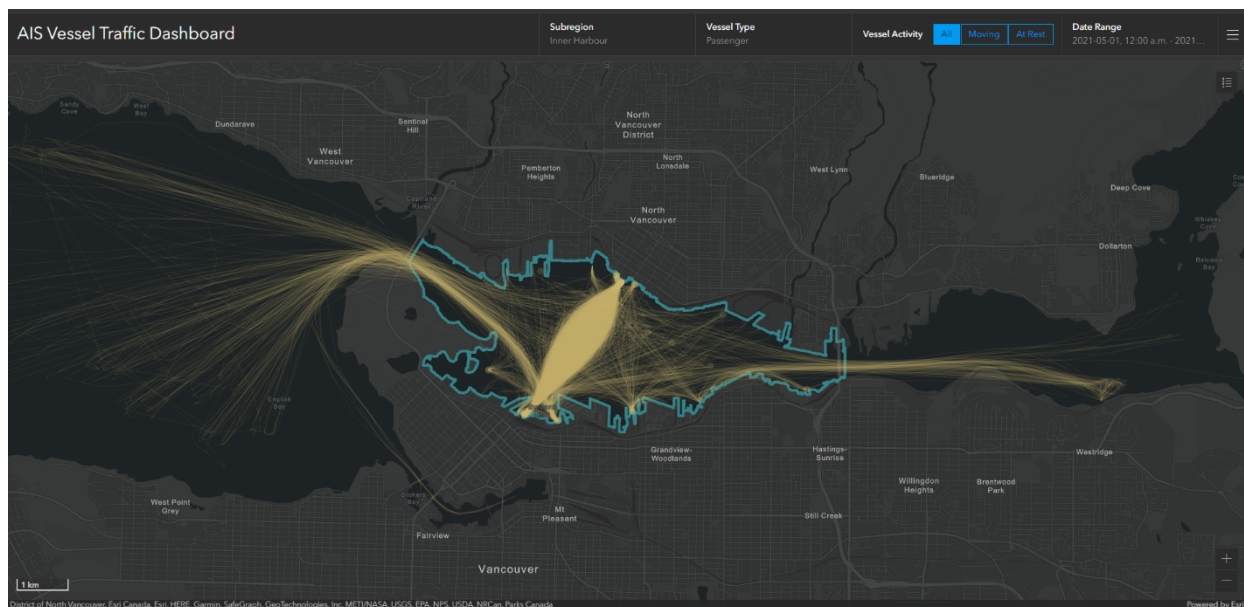 AIS Vessel Traffic Dashboard
Subregion
Inner Harbour
Vessel Type
Passenger
Vessel Activity
All
Moving
At Rest
Date Range
2021-05-01, 12:00 a.m. - 2021...
Sandy
Cove
West
Bay
Dundarave
Sentinel
Hill
West
Vancouver
North
Vancouver
District
Pemberton
Heights
North
Lonsdale
West Lynn
Blueridge
Deep Cove
Capilano
River
North
Vancouver
Dollarton
English
Bay
Grandview-
Woodlands
Hastings-
Sunrise
Westridge
Willingdon
Heights
Brentwood
Park
West Point
Grey
Mt
Pleasant
Still Creek
Fairview
Vancouver
1 km
District of North Vancouver, Esri Canada, Esri, HERE, Garmin, SafeGraph, GeoTechnologies, Inc, METI/NASA, USGS, EPA, NPS, USDA, NRCan, Parks Canada
Powered by Esri